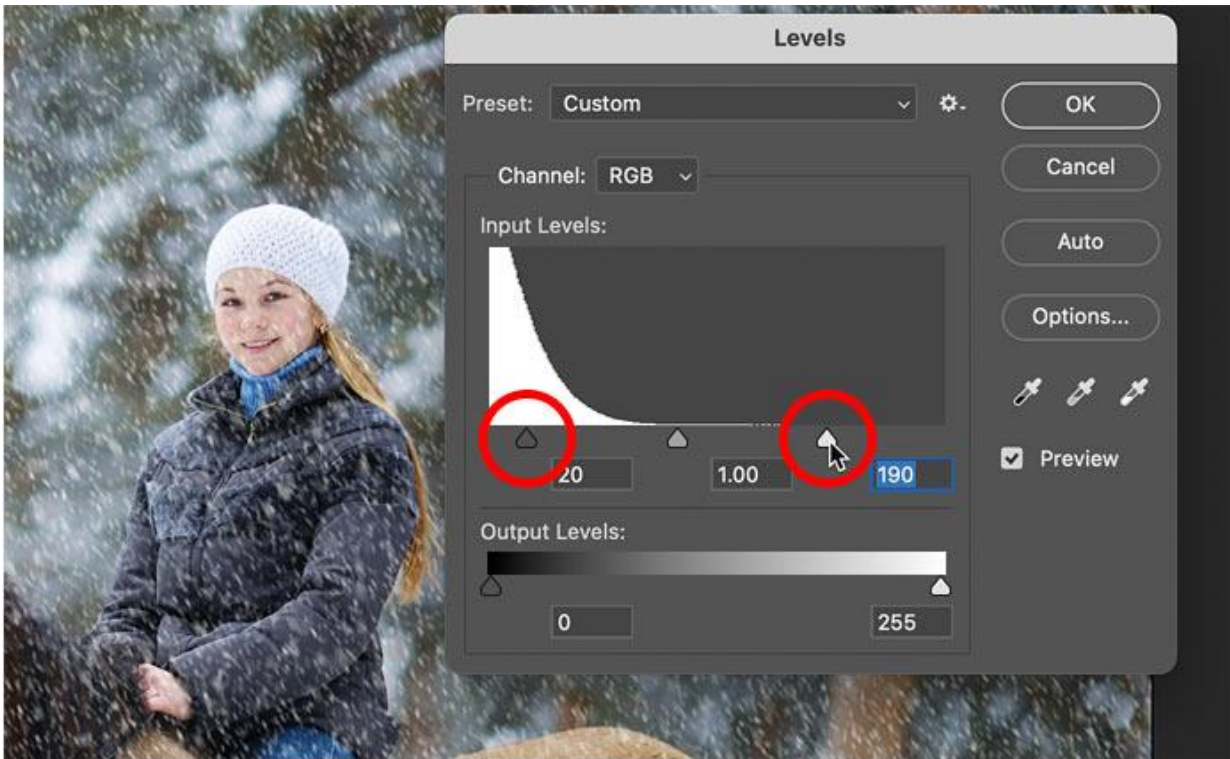 Levels
Preset: Custom
OK
Cancel
Channel: RGB
Auto
Input Levels:
Options...
Preview
20 1.00 190
Output Levels:
0 255